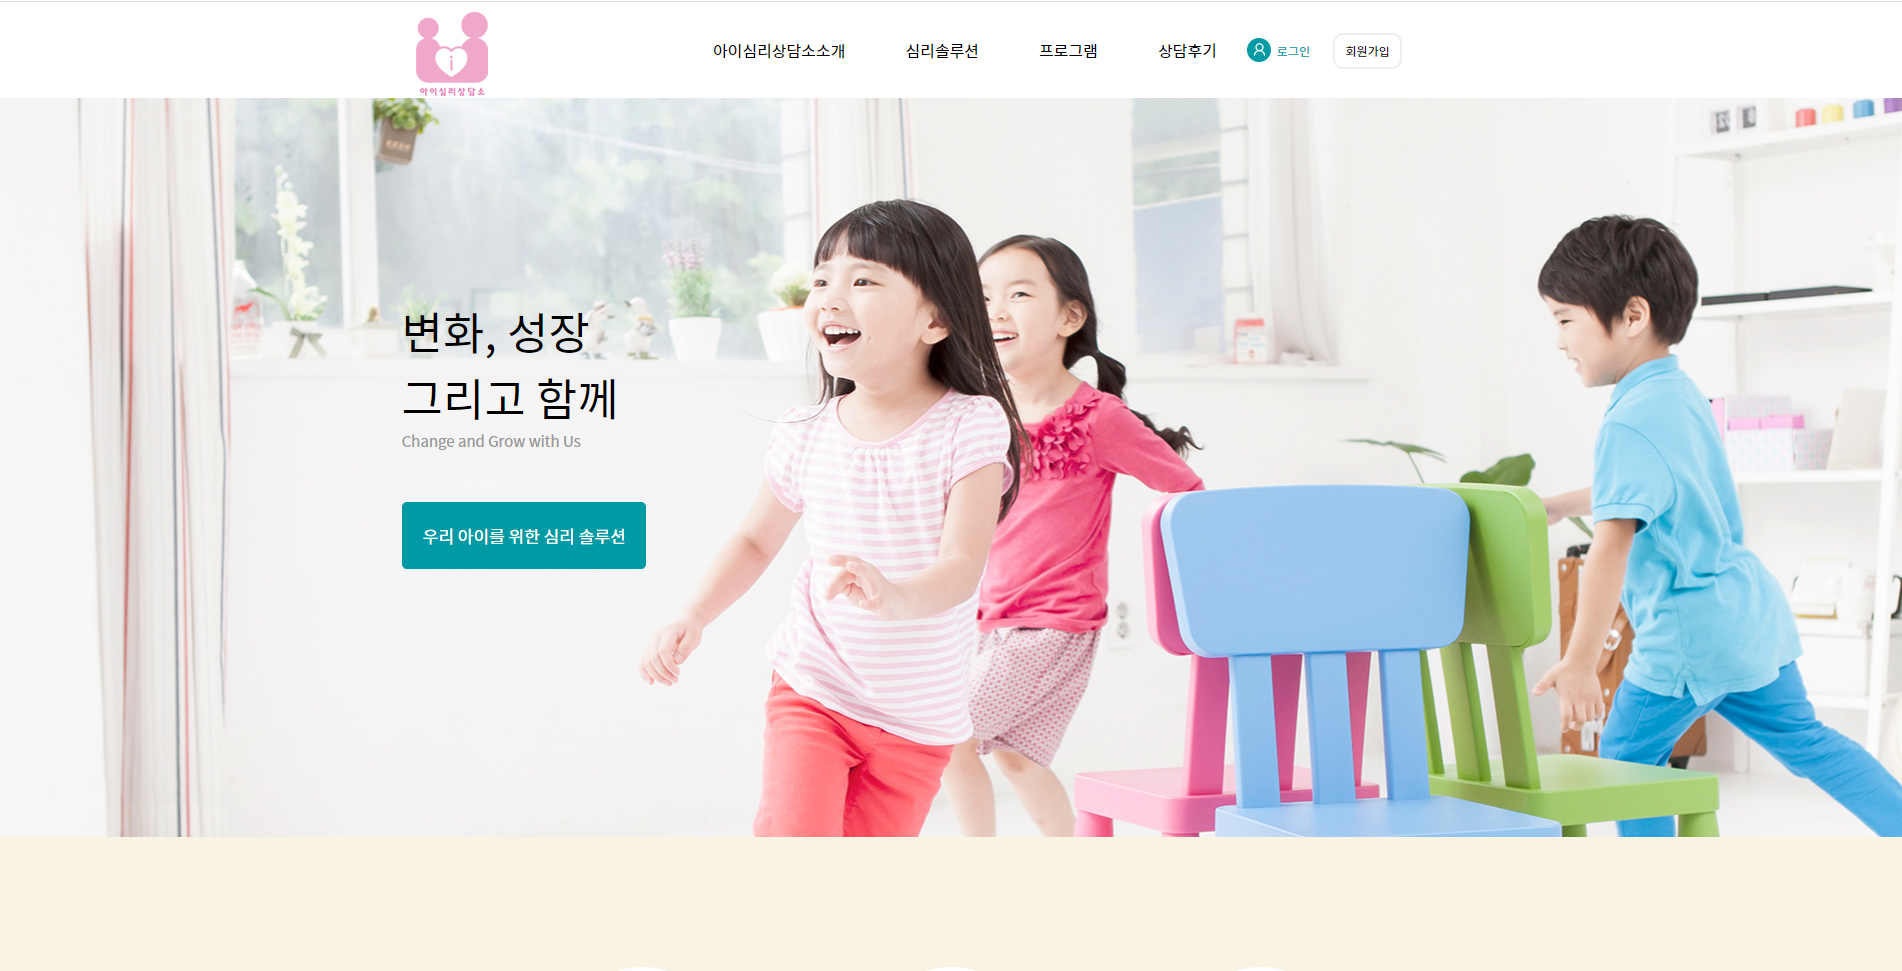 아이심리상담소
아이심리상담소소개
심리솔루션
프로그램
상담후기
로그인
회원가입
변화, 성장
그리고 함께
Change and Grow with Us
우리 아이를 위한 심리 솔루션